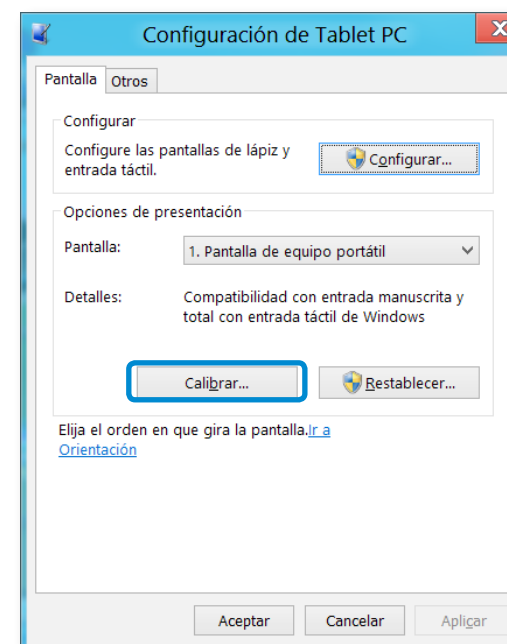 Configuración de Tablet PC
Pantalla Otros
Configurar
Configure las pantallas de lápiz y
entrada táctil.
Configurar...
Opciones de presentación
Pantalla:
1. Pantalla de equipo portátil
Detalles:
Compatibilidad con entrada manuscrita y
total con entrada táctil de Windows
Calibrar...
Restablecer...
Elija el orden en que gira la pantalla.Ir a
Orientación
Aceptar Cancelar Aplicar